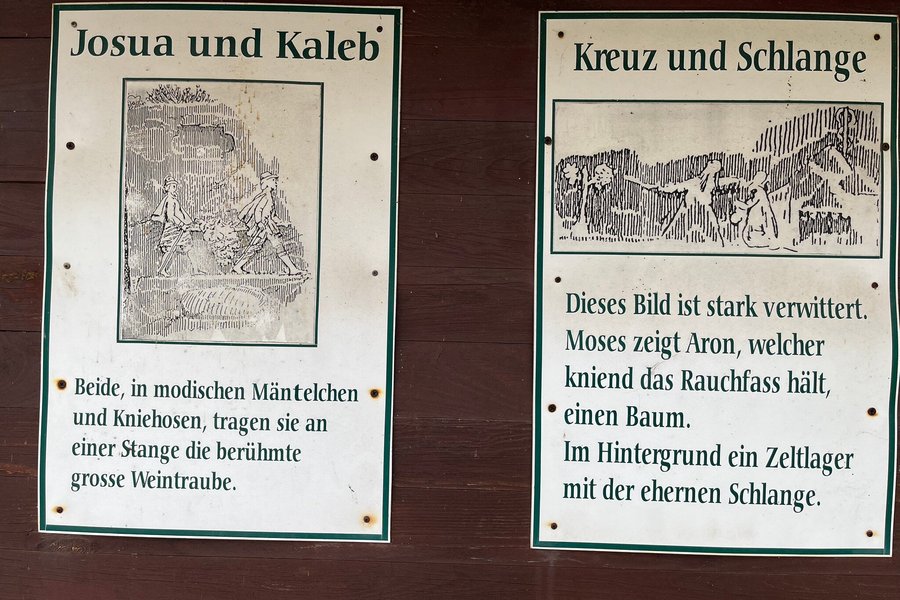 Josua und Kaleb
Beide, in modischen Mäntelchen
und Kniehosen, tragen sie an
einer Stange die berühmte
grosse Weintraube.
Kreuz und Schlange
Dieses Bild ist stark verwittert.
Moses zeigt Aron, welcher
kniend das Rauchfass hält,
einen Baum.
Im Hintergrund ein Zeltlager
mit der ehernen Schlange.